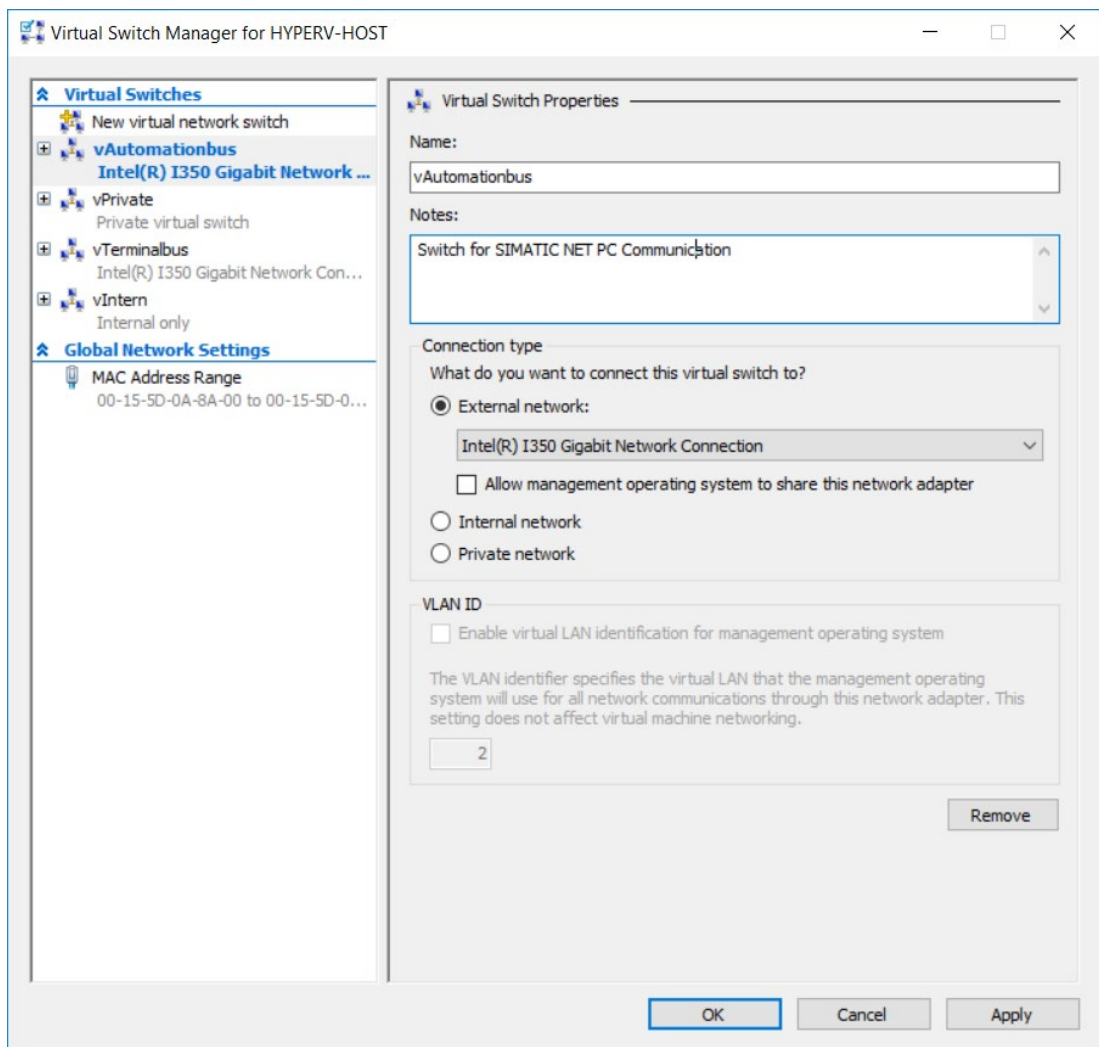 Virtual Switch Manager for HYPERV-HOST
Virtual Switches
New virtual network switch
vAutomationbus
Intel(R) I350 Gigabit Network ...
vPrivate
Private virtual switch
vTerminalbus
Intel(R) I350 Gigabit Network Con...
vIntern
Internal only
Global Network Settings
MAC Address Range
00-15-5D-0A-8A-00 to 00-15-5D-0...
Virtual Switch Properties
Name:
vAutomationbus
Notes:
Switch for SIMATIC NET PC Communication
Connection type
What do you want to connect this virtual switch to?
External network:
Intel(R) I350 Gigabit Network Connection
Allow management operating system to share this network adapter
Internal network
Private network
VLAN ID
Enable virtual LAN identification for management operating system
The VLAN identifier specifies the virtual LAN that the management operating
system will use for all network communications through this network adapter. This
setting does not affect virtual machine networking.
2
Remove
OK Cancel Apply